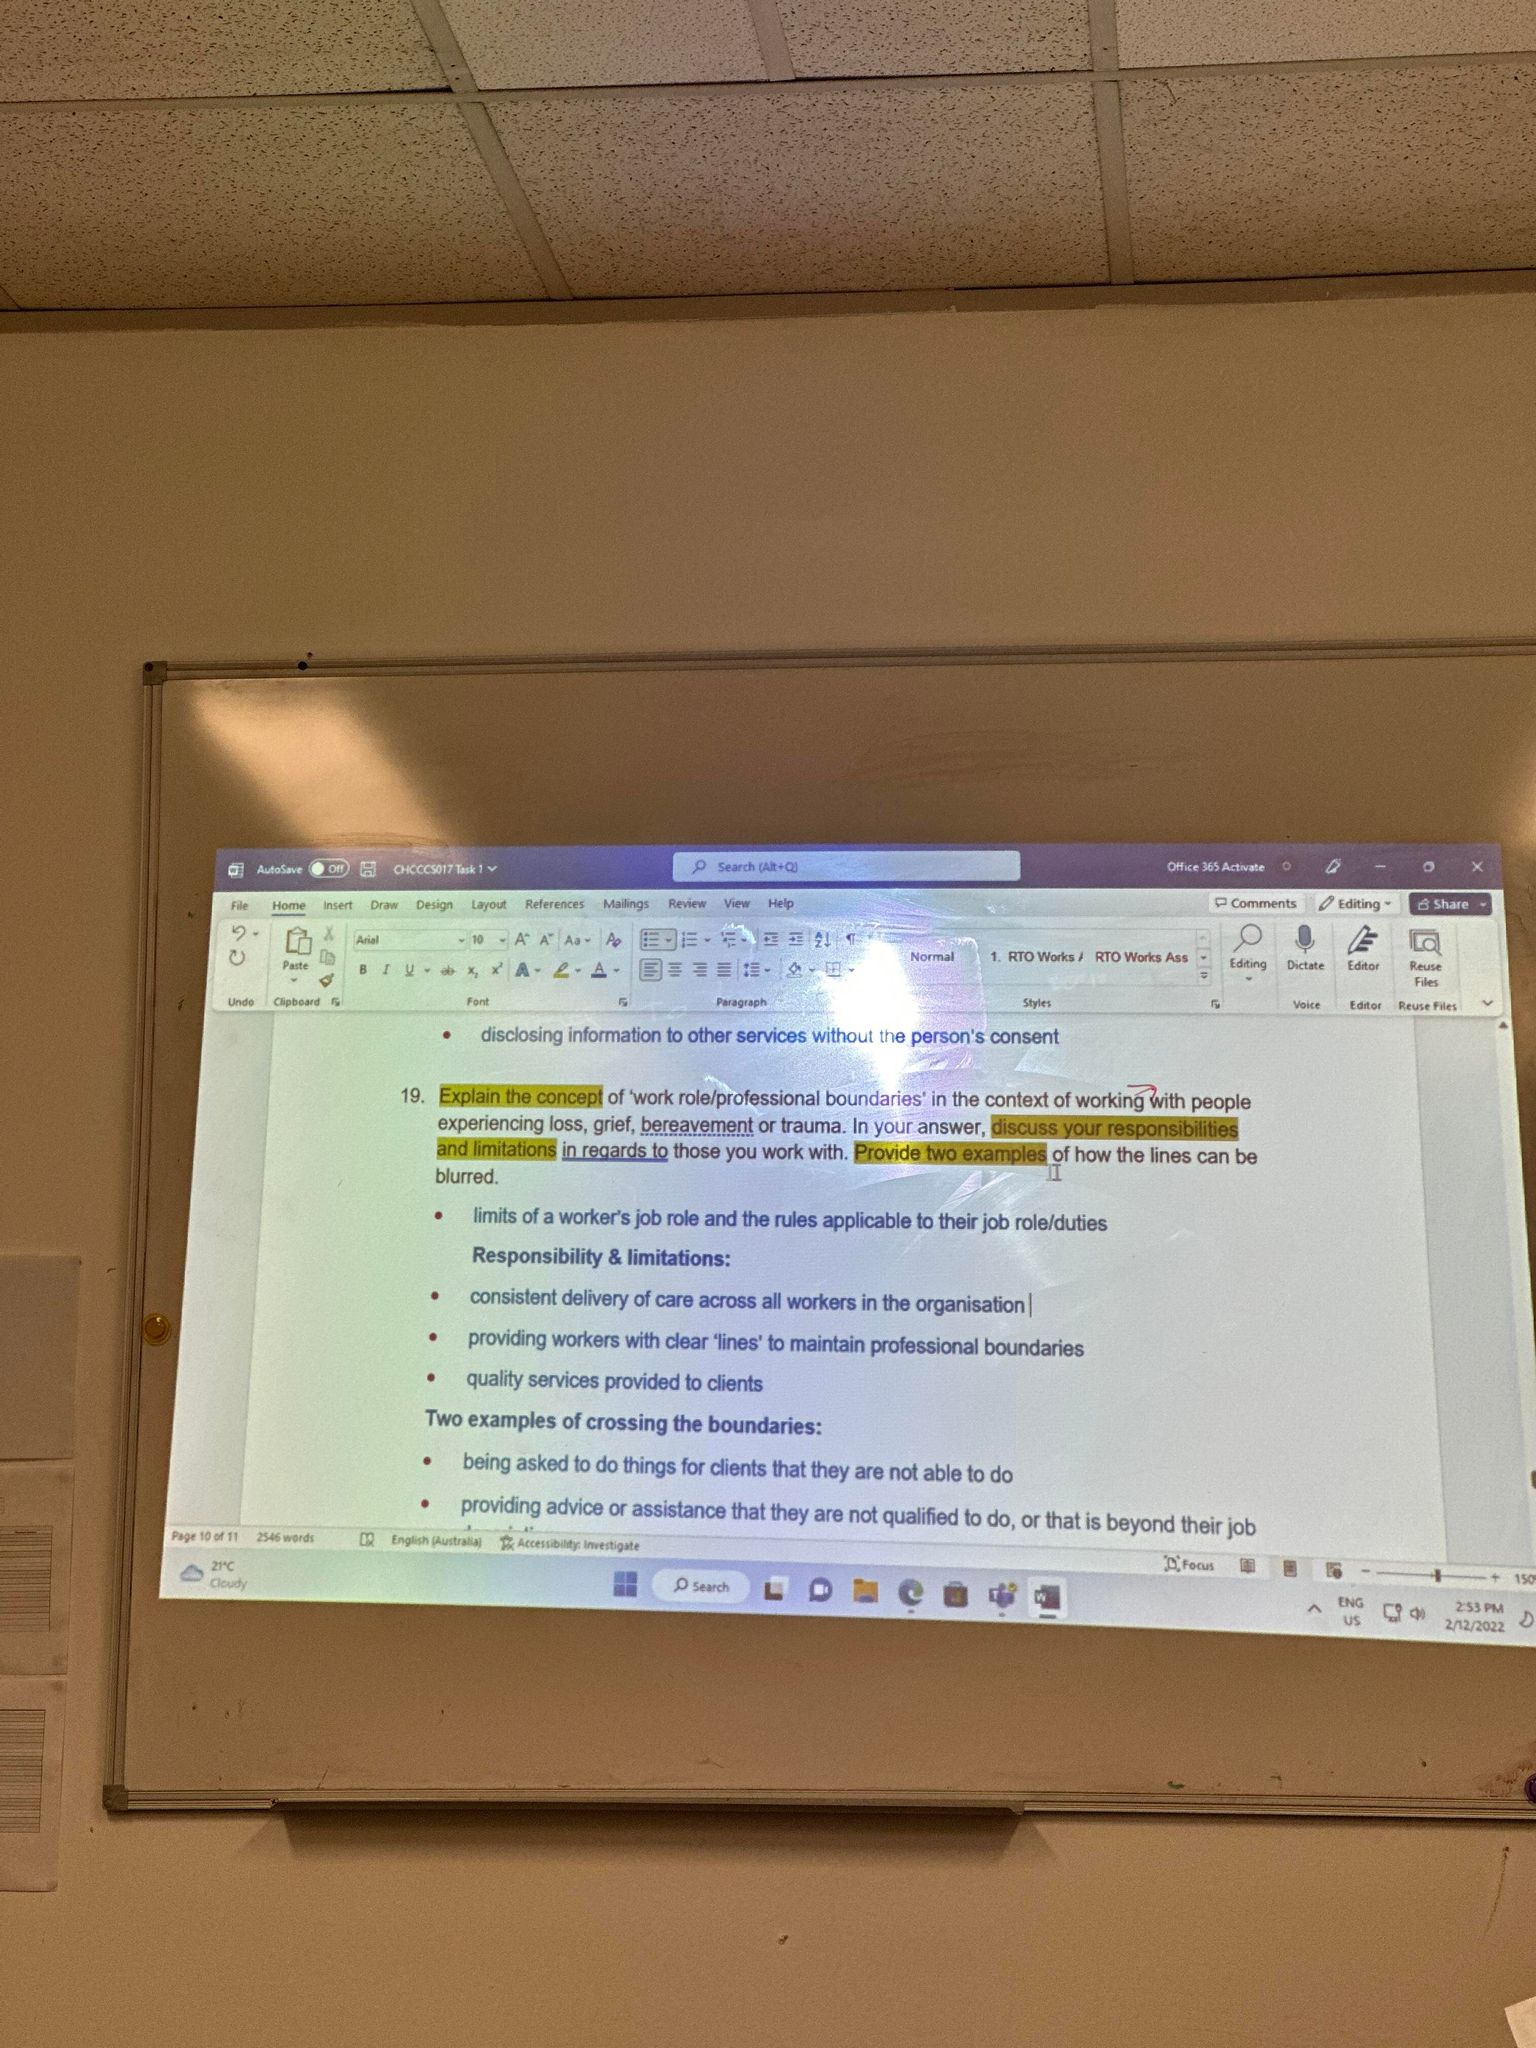 AutoSave Off CHCCCS017 Task 1 Search (Alt+Q) Office 365 Activate
File Home Insert Draw Design Layout References Mailings Review View Help Comments Editing Share
Arial 10 Aa Normal 1. RTO Works / RTO Works Ass
Paste B I U ab Editing Dictate Editor Reuse Files
Undo Clipboard Font Paragraph Styles Voice Editor Reuse Files
• disclosing information to other services without the person's consent
19. Explain the concept of 'work role/professional boundaries' in the context of working with people
experiencing loss, grief, bereavement or trauma. In your answer, discuss your responsibilities
and limitations in regards to those you work with. Provide two examples of how the lines can be
blurred.
• limits of a worker's job role and the rules applicable to their job role/duties
Responsibility & limitations:
• consistent delivery of care across all workers in the organisation
• providing workers with clear 'lines' to maintain professional boundaries
• quality services provided to clients
Two examples of crossing the boundaries:
• being asked to do things for clients that they are not able to do
• providing advice or assistance that they are not qualified to do, or that is beyond their job
Page 10 of 11 2546 words English (Australia) Accessibility: Investigate Focus 150
21°C
Cloudy
Search
ENG
US
2:53 PM
2/12/2022